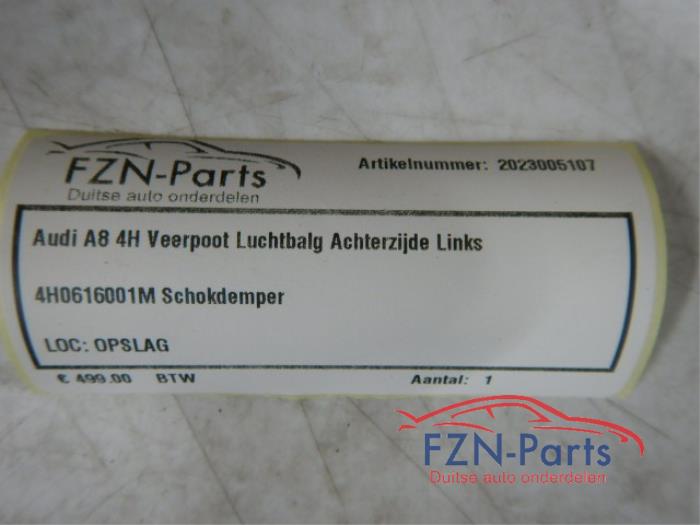 FZN-Parts
Duitse auto onderdelen
Artikelnummer: 2023005107
Audi A8 4H Veerpoot Luchtbalg Achterzijde Links
4H0616001M Schokdemper
LOC: OPSLAG
€ 499.00 BTW
Aantal: 1
FZN-Parts
Duitse auto onderdelen